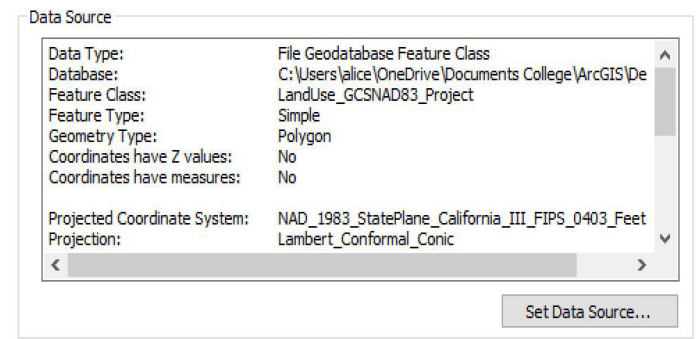 Data Source
Data Type: File Geodatabase Feature Class
Database: C:\Users\alice\OneDrive\Documents College\ArcGIS\De
Feature Class: LandUse_GCSNAD83_Project
Feature Type: Simple
Geometry Type: Polygon
Coordinates have Z values: No
Coordinates have measures: No
Projected Coordinate System: NAD_1983_StatePlane_California_III_FIPS_0403_Feet
Projection: Lambert_Conformal_Conic
Set Data Source...